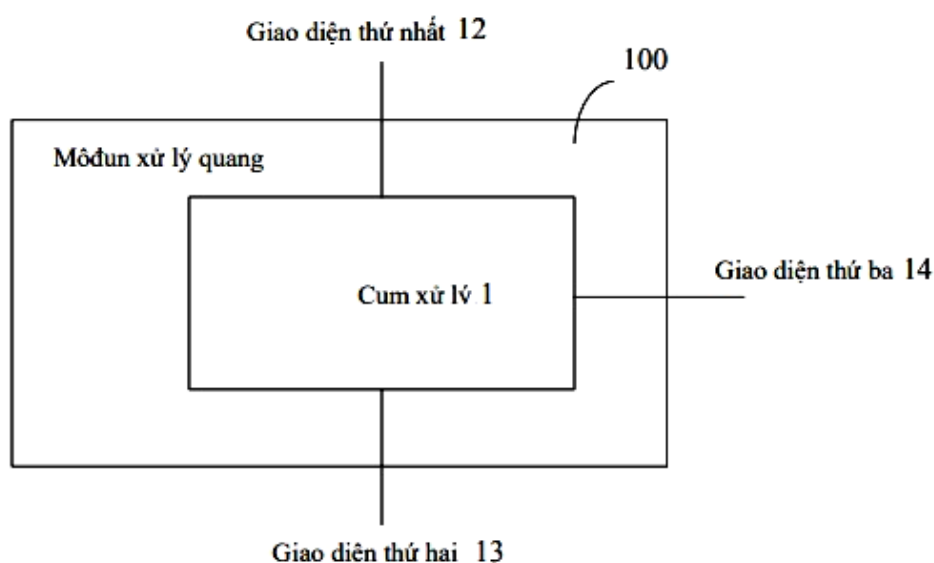 Giao diện thứ nhất 12
100
Môđun xử lý quang
Giao diện thứ ba 14
Cum xử lý 1
Giao diên thứ hai 13